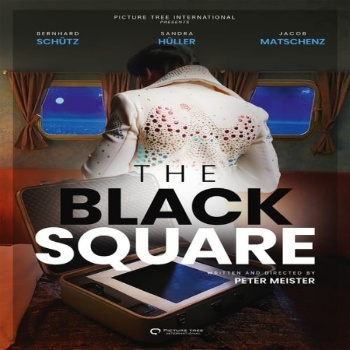 PICTURE TREE INTERNATIONAL
PRESENTS
BERNHARD SANDRA JACOB
SCHÜTZ HÜLLER MATSCHENZ
THE
BLACK
SQUARE
WRITTEN AND DIRECTED BY
PETER MEISTER
PICTURE TREE
INTERNATIONAL